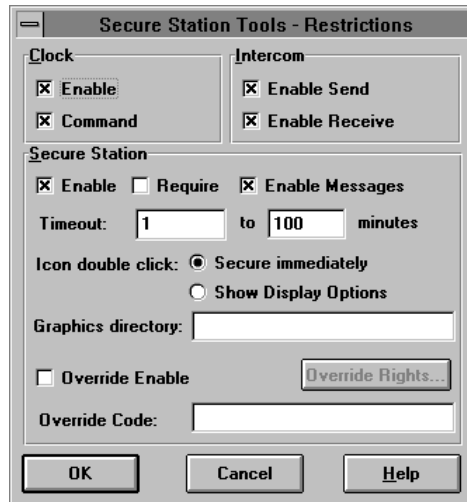 Secure Station Tools - Restrictions
Clock
Enable
Command
Intercom
Enable Send
Enable Receive
Secure Station
Enable Require Enable Messages
Timeout: 1 to 100 minutes
Icon double click: Secure immediately
Show Display Options
Graphics directory:
Override Enable Override Rights...
Override Code:
OK Cancel Help